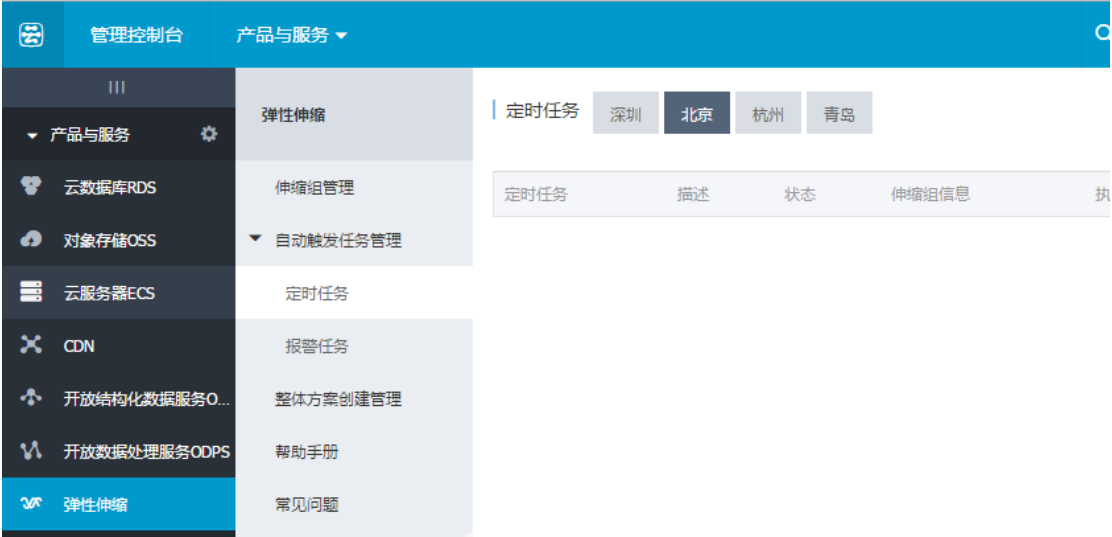 管理控制台 产品与服务
产品与服务
云数据库RDS
对象存储OSS
云服务器ECS
CDN
开放结构化数据服务O...
开放数据处理服务ODPS
弹性伸缩
弹性伸缩
伸缩组管理
自动触发任务管理
定时任务
报警任务
整体方案创建管理
帮助手册
常见问题
定时任务 深圳 北京 杭州 青岛
定时任务 描述 状态 伸缩组信息 执